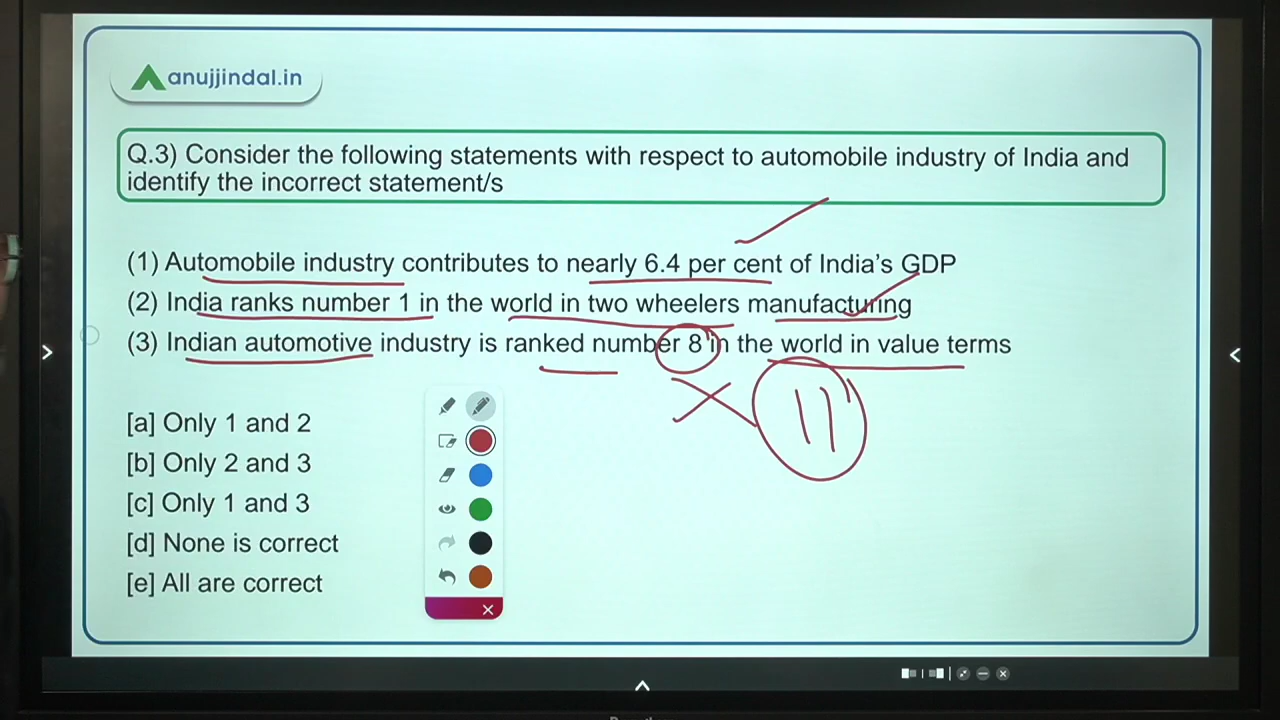 anujjindal.in
Q.3) Consider the following statements with respect to automobile industry of India and
identify the incorrect statement/s
(1) Automobile industry contributes to nearly 6.4 per cent of India's GDP
(2) India ranks number 1 in the world in two wheelers manufacturing
(3) Indian automotive industry is ranked number 8 in the world in value terms
11
[a] Only 1 and 2
[b] Only 2 and 3
[c] Only 1 and 3
[d] None is correct
[e] All are correct